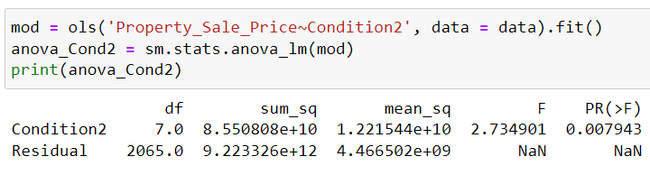 mod = ols('Property_Sale_Price~Condition2', data = data).fit()
anova_Cond2 = sm.stats.anova_lm(mod)
print(anova_Cond2)
df sum_sq mean_sq F PR(>F)
Condition2 7.0 8.550808e+10 1.221544e+10 2.734901 0.007943
Residual 2065.0 9.223326e+12 4.466502e+09 NaN NaN